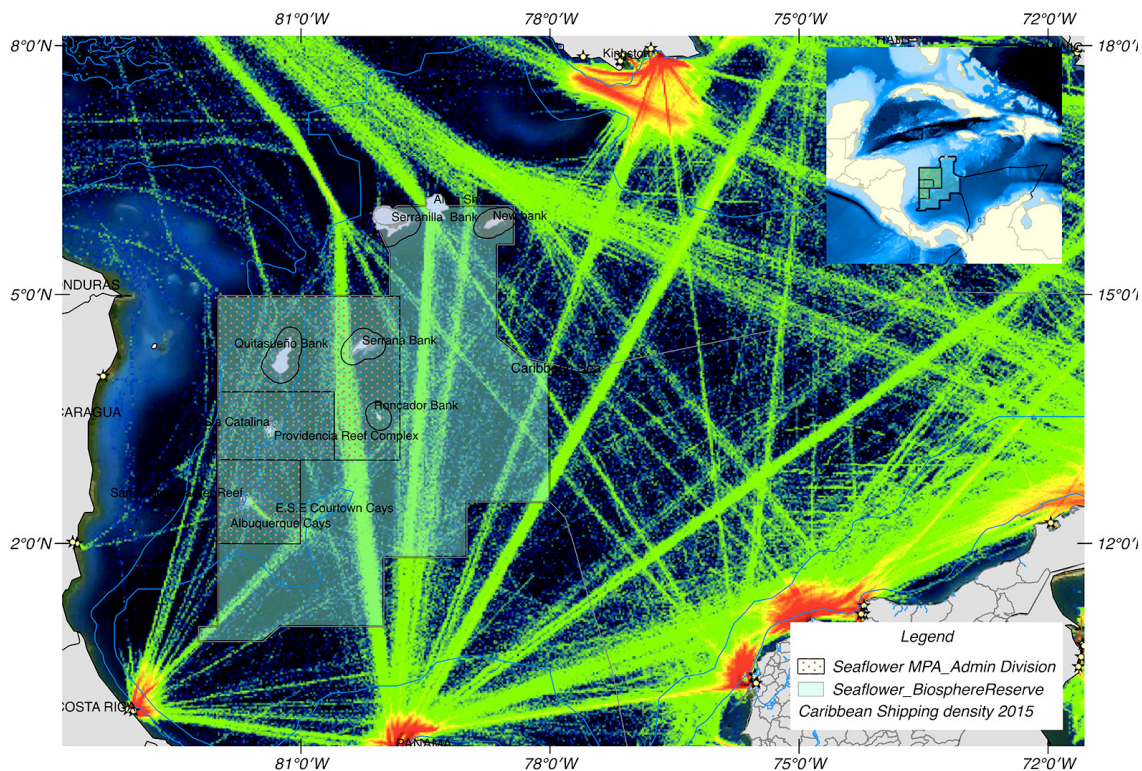 81°0′W 78°0′W 75°0′W 72°0′W
8°0′N
18°0′N
Kingston
Serranilla Bank
New bank
5°0′N
15°0′N
NDURAS
Quitasueño Bank
Serrana Bank
Caribbean Sea
Roncador Bank
CARAGUA
Catalina
Providencia Reef Complex
E.S.E Courtown Cays
Albuquerque Cays
2°0′N
12°0′N
COSTA RICA
PANAMA
Legend
Seaflower MPA_Admin Division
Seaflower_BiosphereReserve
Caribbean Shipping density 2015
81°0′W 78°0′W 75°0′W 72°0′W